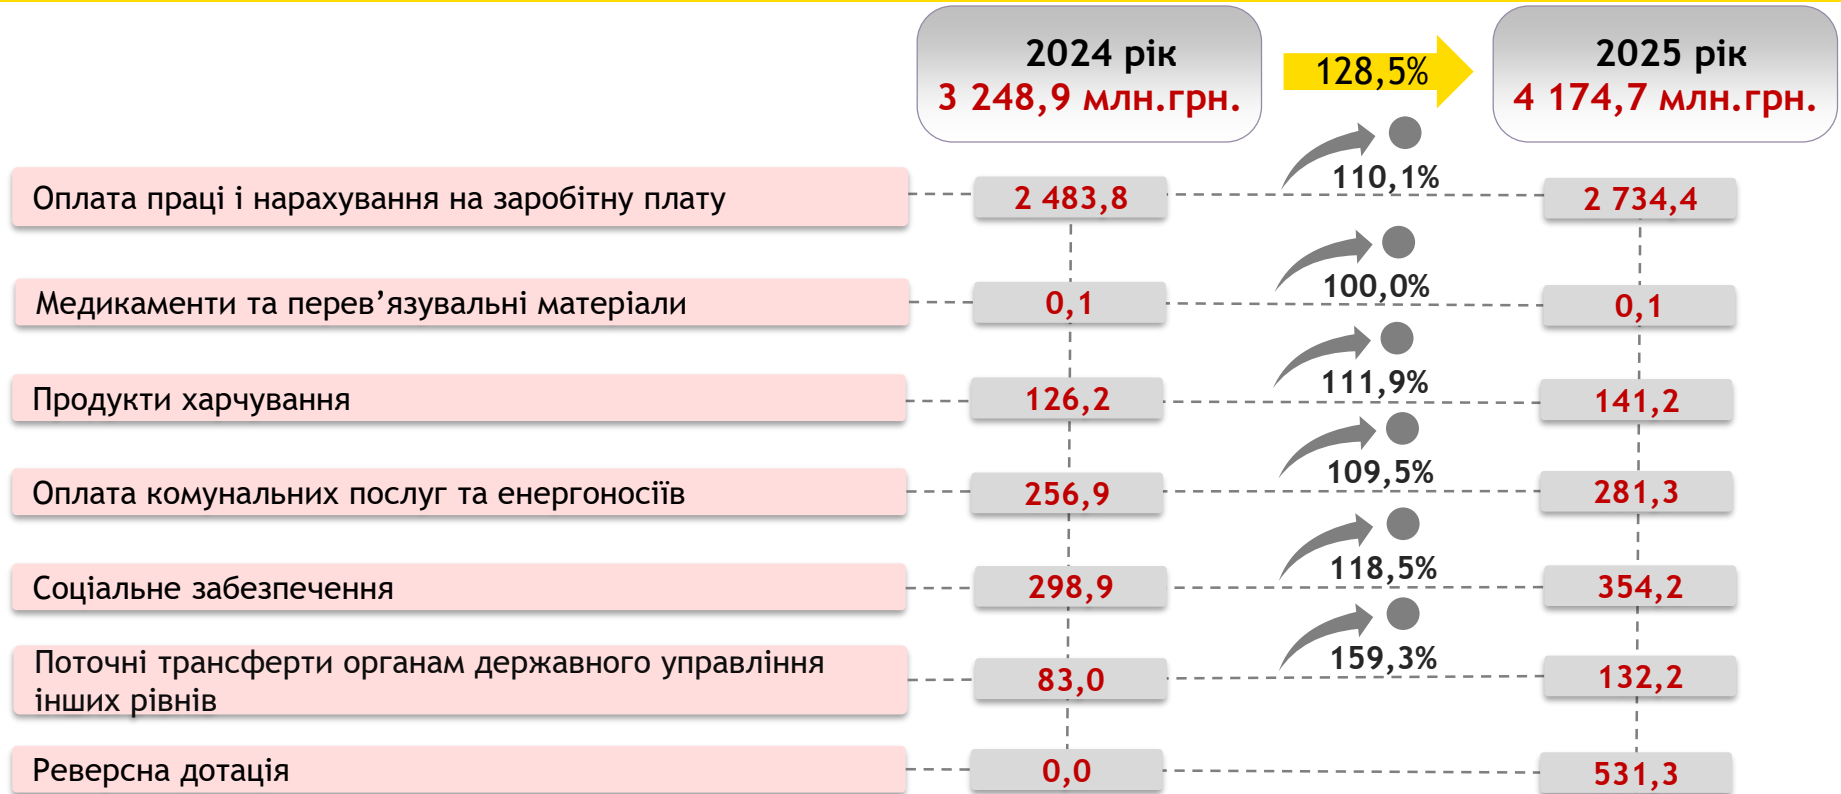 2024 рік
3 248,9 млн.грн.
128,5%
2025 рік
4 174,7 млн.грн.
Оплата праці і нарахування на заробітну плату
2 483,8
110,1%
2 734,4
Медикаменти та перев’язувальні матеріали
0,1
100,0%
0,1
Продукти харчування
126,2
111,9%
141,2
Оплата комунальних послуг та енергоносіїв
256,9
109,5%
281,3
Соціальне забезпечення
298,9
118,5%
354,2
Поточні трансферти органам державного управління
інших рівнів
83,0
159,3%
132,2
Реверсна дотація
0,0
531,3